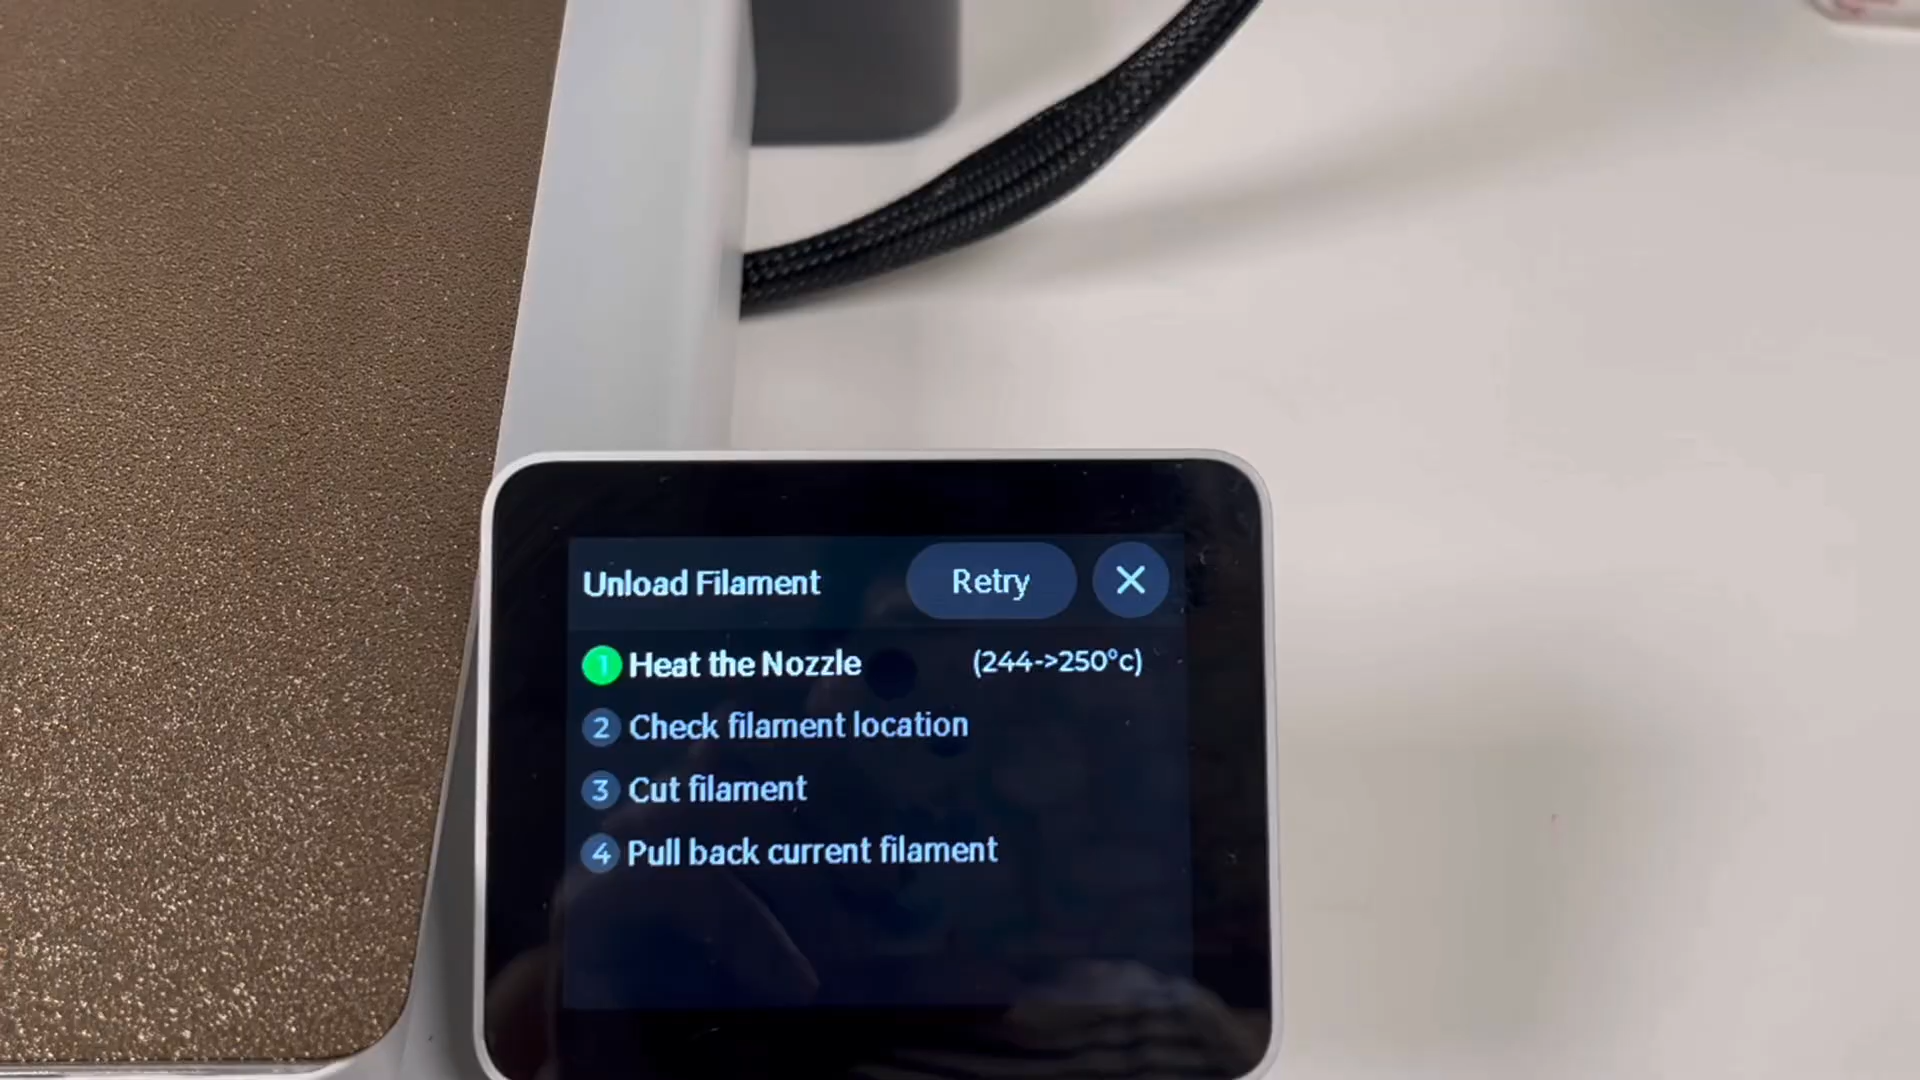 Unload Filament Retry
1 Heat the Nozzle (244->250°c)
2 Check filament location
3 Cut filament
4 Pull back current filament